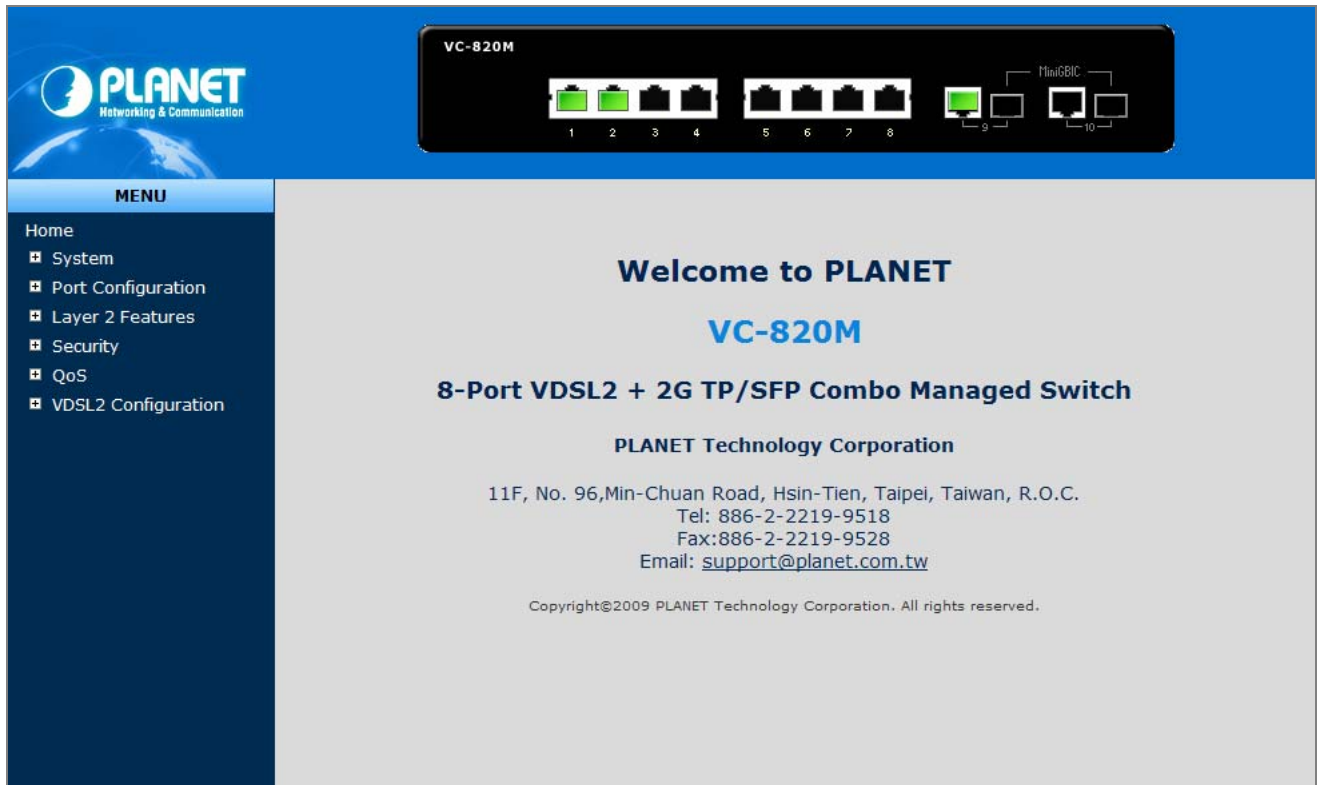 PLANET
Networking & Communication
VC-820M
MiniGBIC
1 2 3 4 5 6 7 8 9 10
MENU
Home
System
Port Configuration
Layer 2 Features
Security
QoS
VDSL2 Configuration
Welcome to PLANET
VC-820M
8-Port VDSL2 + 2G TP/SFP Combo Managed Switch
PLANET Technology Corporation
11F, No. 96,Min-Chuan Road, Hsin-Tien, Taipei, Taiwan, R.O.C.
Tel: 886-2-2219-9518
Fax:886-2-2219-9528
Email: support@planet.com.tw
Copyright©2009 PLANET Technology Corporation. All rights reserved.